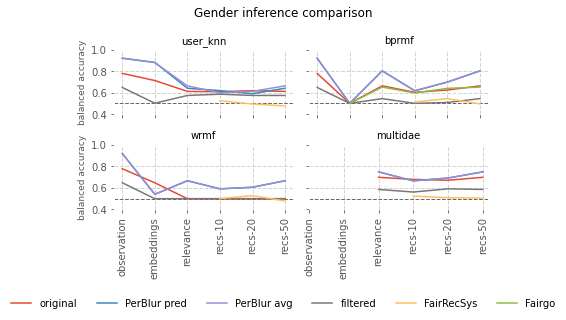 Gender inference comparison
user_knn
bprmf
balanced accuracy
1.0
0.8
0.6
0.4
wrmf
multidae
balanced accuracy
1.0
0.8
0.6
0.4
observation
embeddings
relevance
recs-10
recs-20
recs-50
observation
embeddings
relevance
recs-10
recs-20
recs-50
original
PerBlur pred
PerBlur avg
filtered
FairRecSys
Fairgo